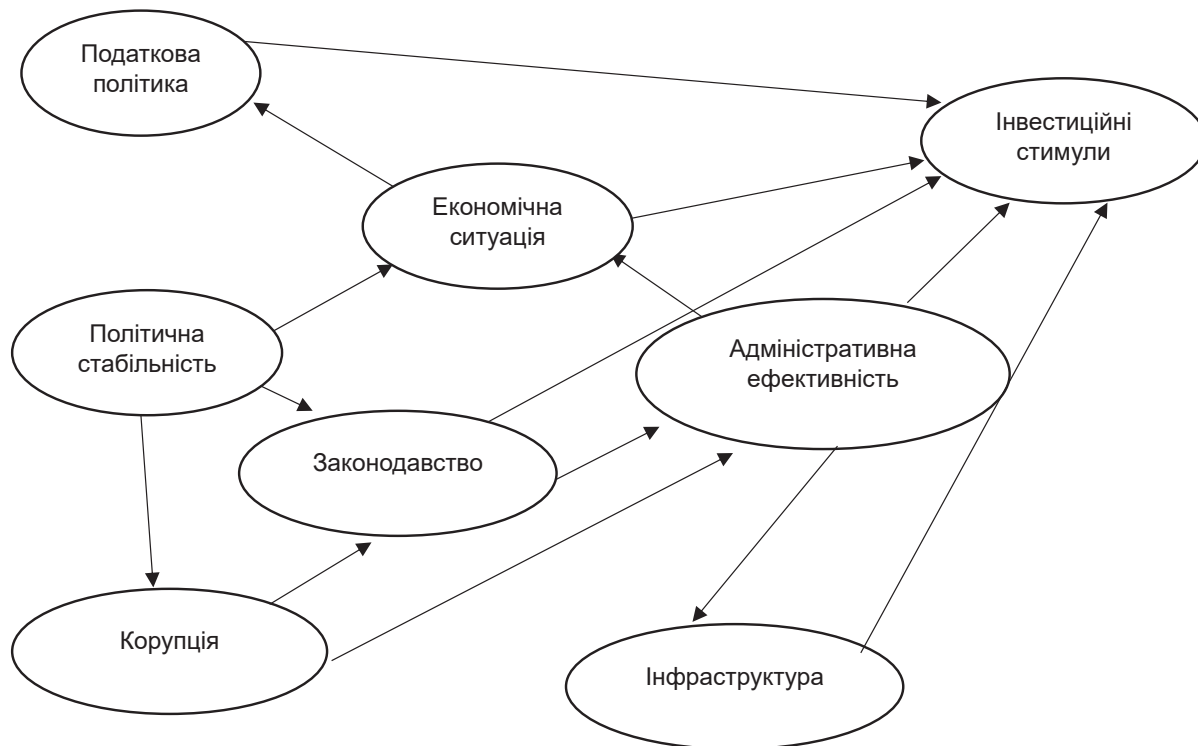 Податкова
політика
Інвестиційні
стимули
Економічна
ситуація
Політична
стабільність
Адміністративна
ефективність
Законодавство
Корупція
Інфраструктура